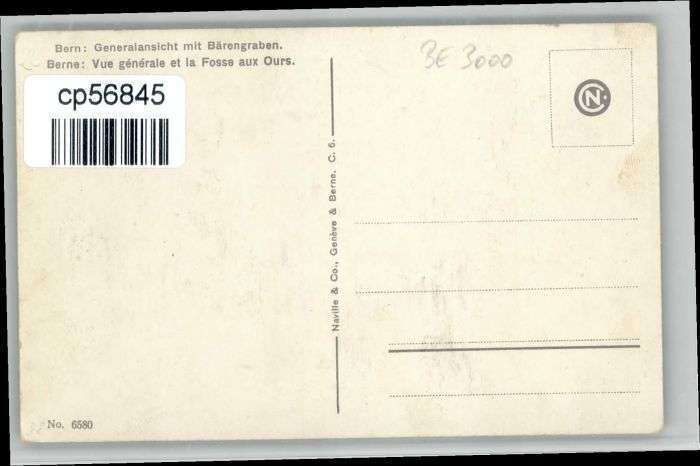 Bern: Generalansicht mit Bärengraben.
Berne: Vue générale et la Fosse aux Ours.
cp56845
BE 3000
CN
Naville & Co., Genève & Berne. C. 6.
No. 6580